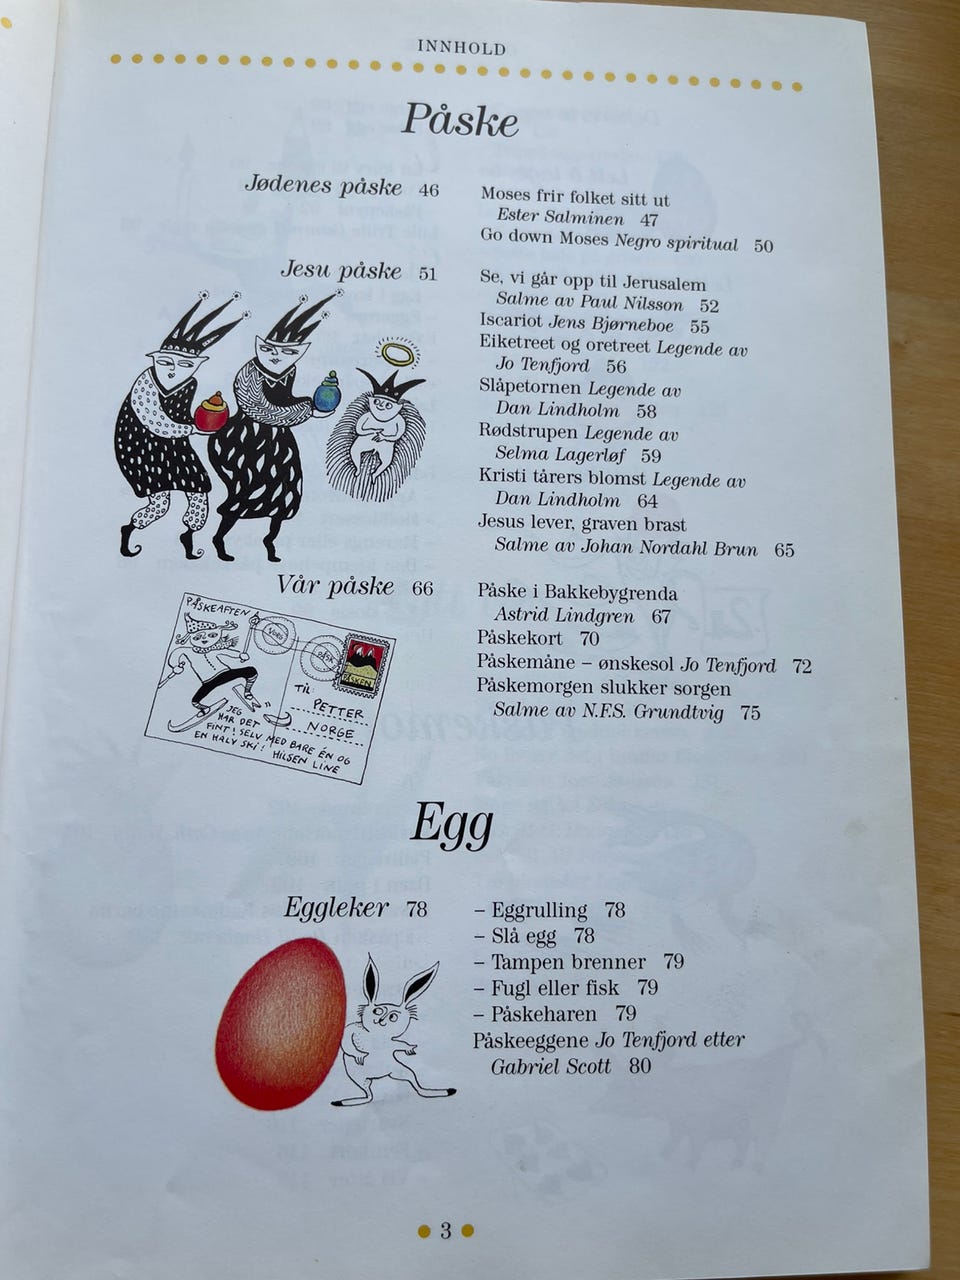 INNHOLD
Påske
Jødenes påske 46
Moses frir folket sitt ut
Ester Salminen 47
Go down Moses Negro spiritual 50
Jesu påske 51
Se, vi går opp til Jerusalem
Salme av Paul Nilsson 52
Iscariot Jens Bjørneboe 55
Eiketreet og oretreet Legende av
Jo Tenfjord 56
Slåpetornen Legende av
Dan Lindholm 58
Rødstrupen Legende av
Selma Lagerløf 59
Kristi tårers blomst Legende av
Dan Lindholm 64
Jesus lever, graven brast
Salme av Johan Nordahl Brun 65
Vår påske 66
Påske i Bakkebygrenda
Astrid Lindgren 67
Påskekort 70
Påskemåne – ønskesol Jo Tenfjord 72
Påskemorgen slukker sorgen
Salme av N.F.S. Grundtvig 75
PÅSKEAFTEN
PÅSKEN
TIL:
PETTER
NORGE
JEG
HAR DET
FINT! SELV MED BARE ÉN OG
EN HALV SKI! HILSEN LINE
Egg
Eggleker 78
– Eggrulling 78
– Slå egg 78
– Tampen brenner 79
– Fugl eller fisk 79
– Påskeharen 79
Påskeeggene Jo Tenfjord etter
Gabriel Scott 80
3